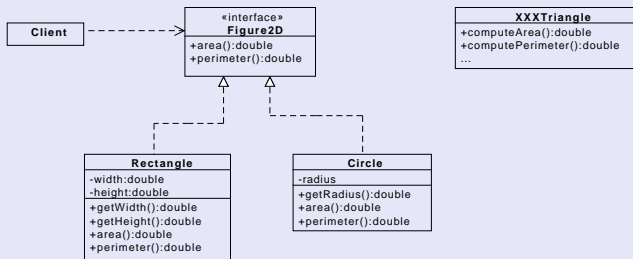 Client
«interface»
Figure2D
+area():double
+perimeter():double
XXXTriangle
+computeArea():double
+computePerimeter():double
...
Rectangle
-width:double
-height:double
+getWidth():double
+getHeight():double
+area():double
+perimeter():double
Circle
-radius
+getRadius():double
+area():double
+perimeter():double